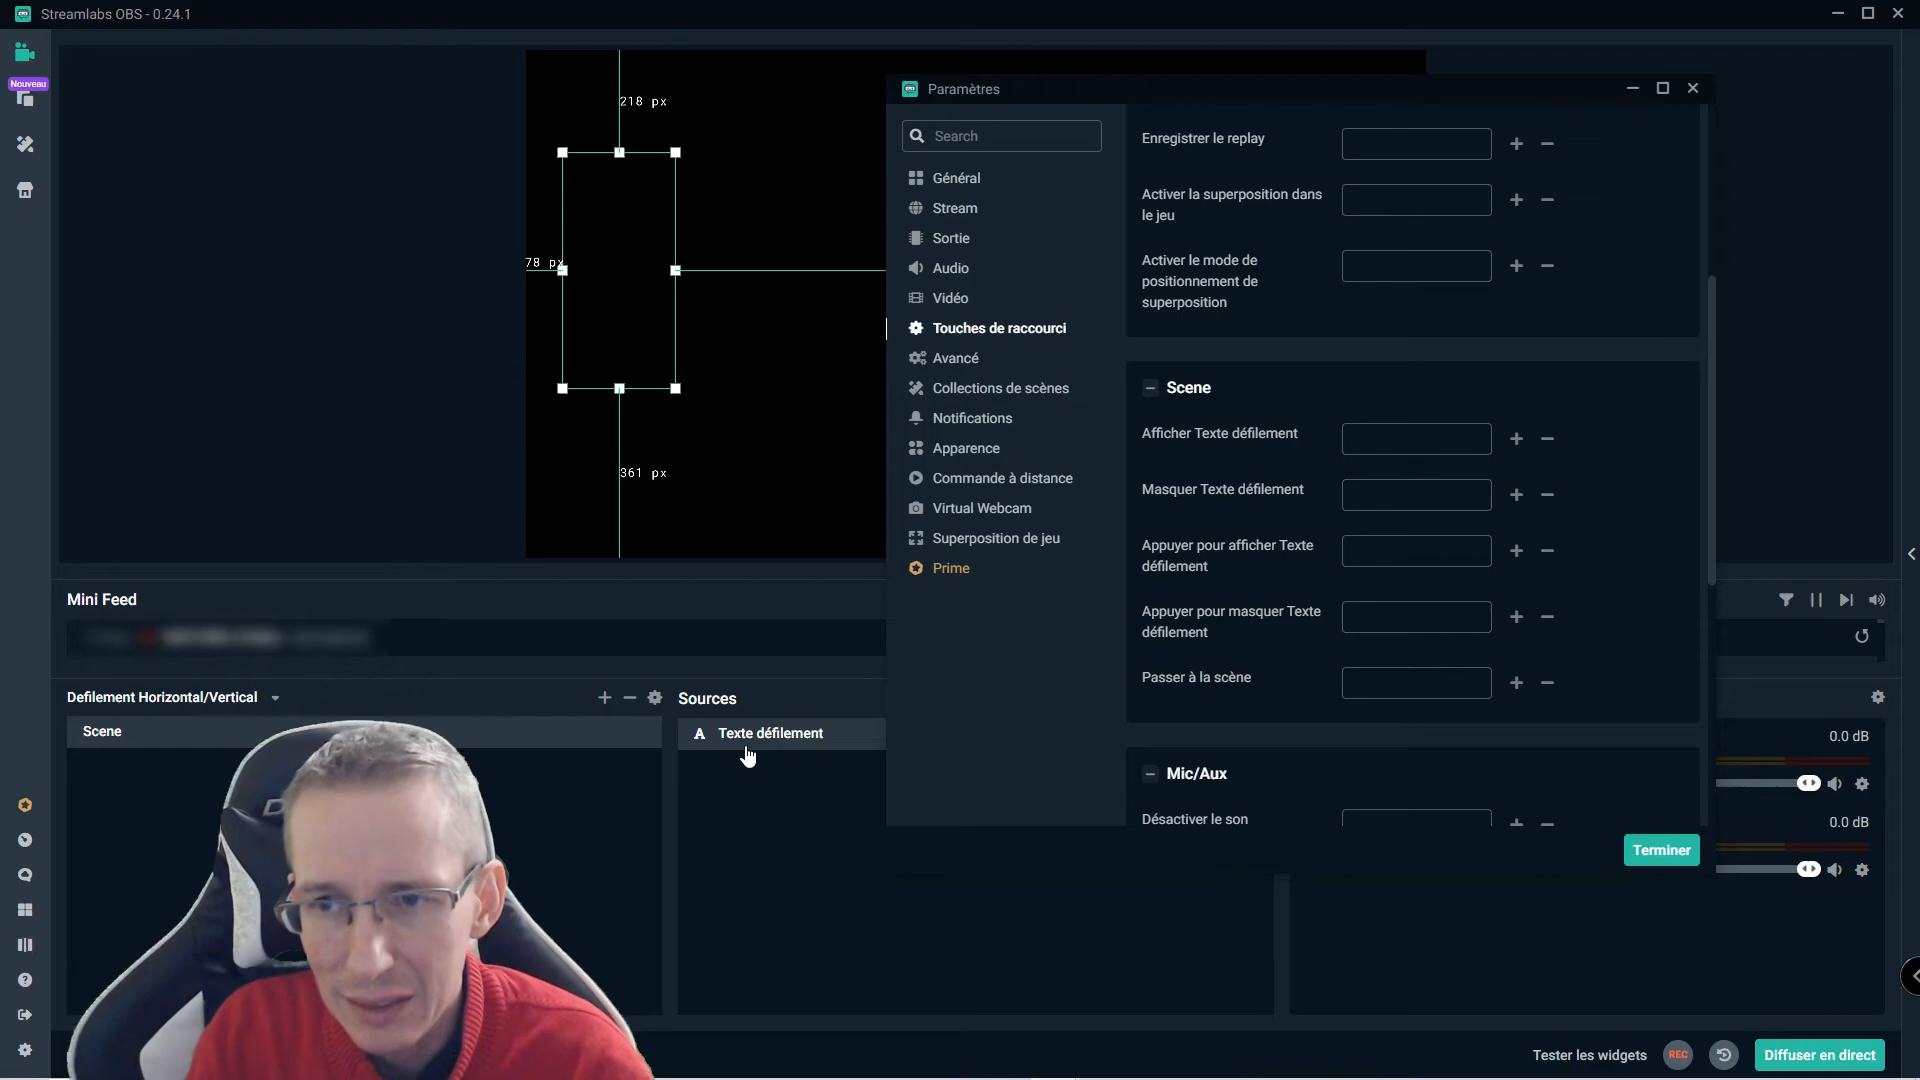 Streamlabs OBS - 0.24.1
Nouveau
218 px
78 px
361 px
Paramètres
Search
Général
Stream
Sortie
Audio
Vidéo
Touches de raccourci
Avancé
Collections de scènes
Notifications
Apparence
Commande à distance
Virtual Webcam
Superposition de jeu
Prime
Enregistrer le replay
Activer la superposition dans
le jeu
Activer le mode de
positionnement de
superposition
Scene
Afficher Texte défilement
Masquer Texte défilement
Appuyer pour afficher Texte
défilement
Appuyer pour masquer Texte
défilement
Passer à la scène
Mic/Aux
Désactiver le son
Terminer
Mini Feed
Defilement Horizontal/Vertical
Scene
Sources
A Texte défilement
0.0 dB
0.0 dB
Tester les widgets
REC
Diffuser en direct